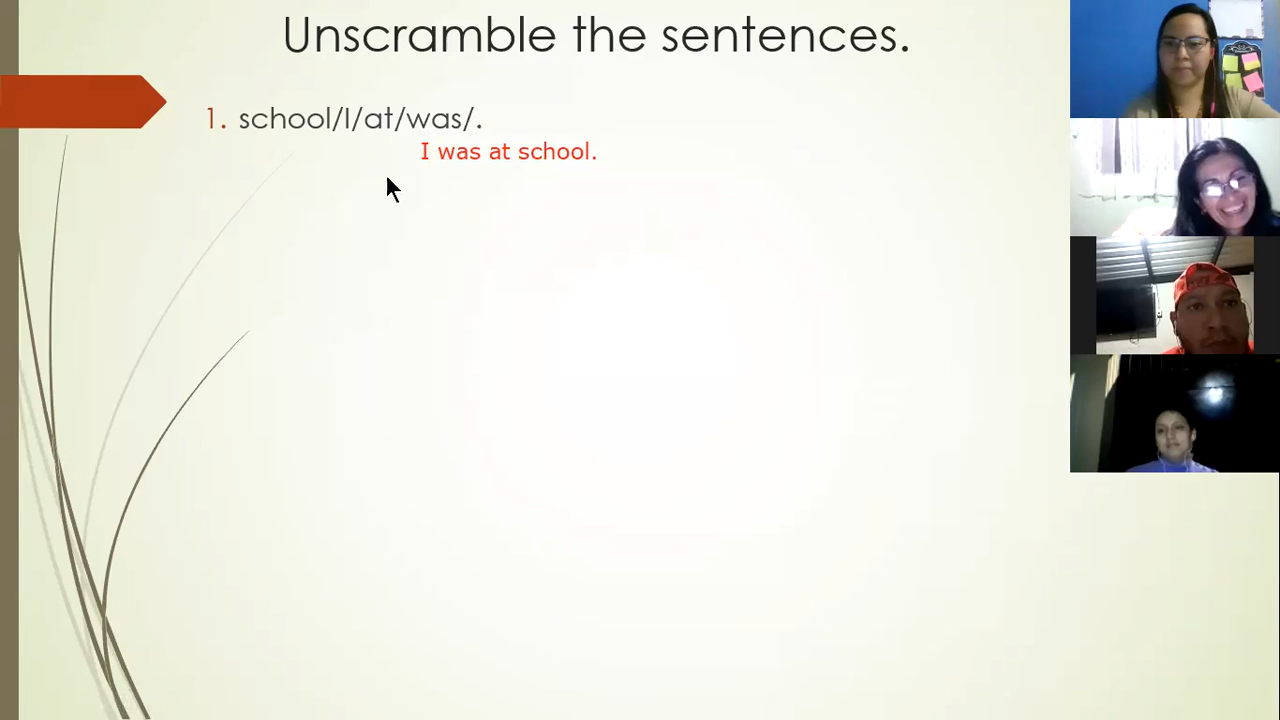 Unscramble the sentences.
1. school/I/at/was/.
I was at school.